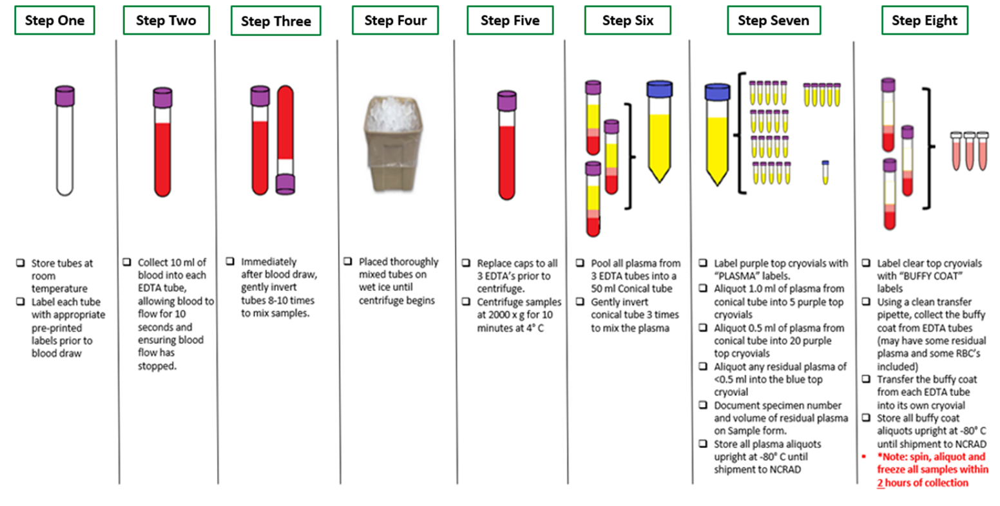 Step One
Store tubes at
room
temperature
Label each tube
with appropriate
pre-printed
labels prior to
blood draw
Step Two
Collect 10 ml of
blood into each
EDTA tube,
allowing blood to
flow for 10
seconds and
ensuring blood
flow has
stopped.
Step Three
Immediately
after blood draw,
gently invert
tubes 8-10 times
to mix samples.
Step Four
Placed thoroughly
mixed tubes on
wet ice until
centrifuge begins
Step Five
Replace caps to all
3 EDTA's prior to
centrifuge.
Centrifuge samples
at 2000 x g for 10
minutes at 4° C
Step Six
Pool all plasma from
3 EDTA tubes into a
50 ml Conical tube
Gently invert
conical tube 3 times
to mix the plasma
Step Seven
Label purple top cryovials with
“PLASMA” labels.
Aliquot 1.0 ml of plasma from
conical tube into 5 purple top
cryovials
Aliquot 0.5 ml of plasma from
conical tube into 20 purple
top cryovials
Aliquot any residual plasma of
<0.5 ml into the blue top
cryovial
Document specimen number
and volume of residual plasma
on Sample form.
Store all plasma aliquots
upright at -80° C until
shipment to NCRAD
Step Eight
Label clear top cryovials
with “BUFFY COAT”
labels
Using a clean transfer
pipette, collect the buffy
coat from EDTA tubes
(may have some residual
plasma and some RBC's
included)
Transfer the buffy coat
from each EDTA tube
into its own cryovial
Store all buffy coat
aliquots upright at -80° C
until shipment to NCRAD
*Note: spin, aliquot and
freeze all samples within
2 hours of collection